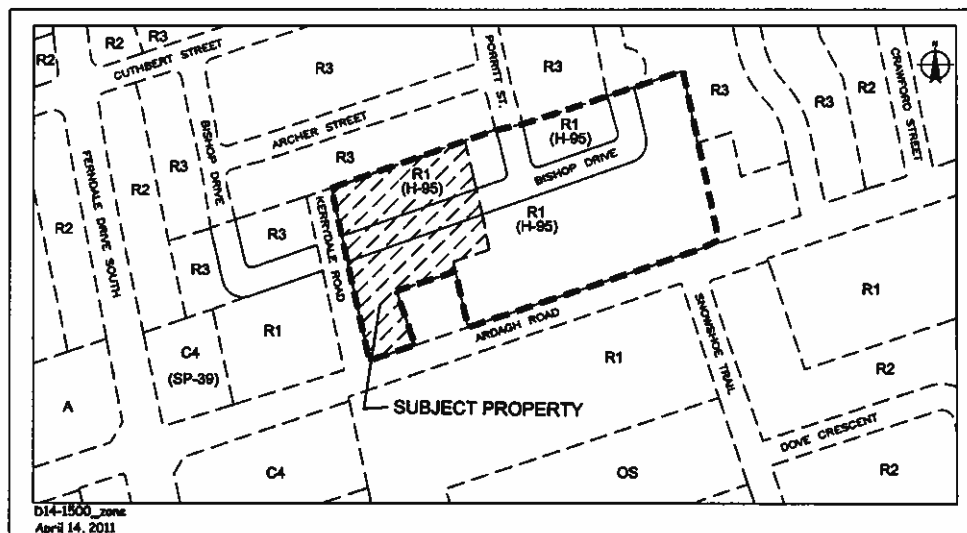 R2
R2
R3
CUTHBERT STREET
R3
PORRITT ST.
R3
R3
R3
R2
CRAWFORD STREET
BISHOP DRIVE
ARCHER STREET
R3
R1
(H-95)
R3
FERNDALE DRIVE SOUTH
R2
R2
R1
(H-95)
BISHOP DRIVE
KERRYDALE ROAD
R3
R3
R1
(H-95)
R1
C4
(SP-39)
ARDAGH ROAD
R1
SNOWSHOE TRAIL
R1
R2
A
SUBJECT PROPERTY
DOVE CRESCENT
C4
OS
R2
D14-1500_zone
April 14, 2011